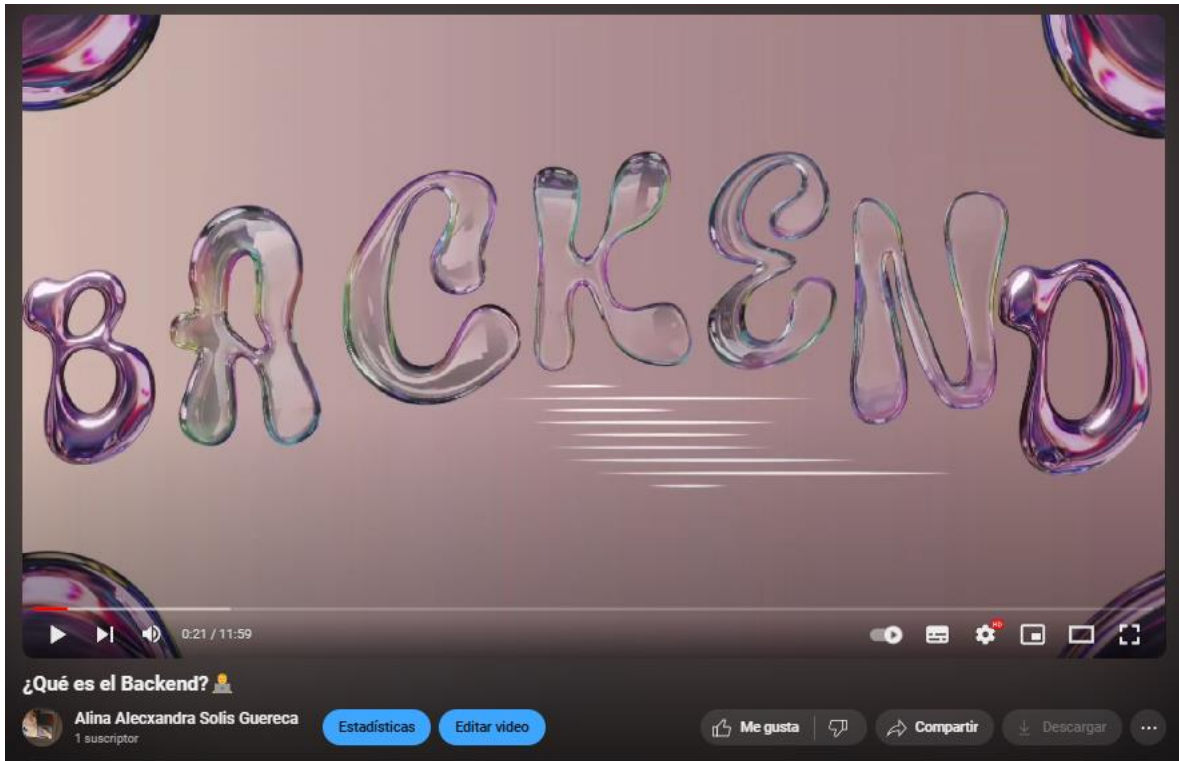 BACKEND
0:21 / 11:59
HD
¿Qué es el Backend?
Alina Alecxandra Solis Guereca
1 suscriptor
Estadísticas
Editar video
Me gusta
Compartir
Descargar